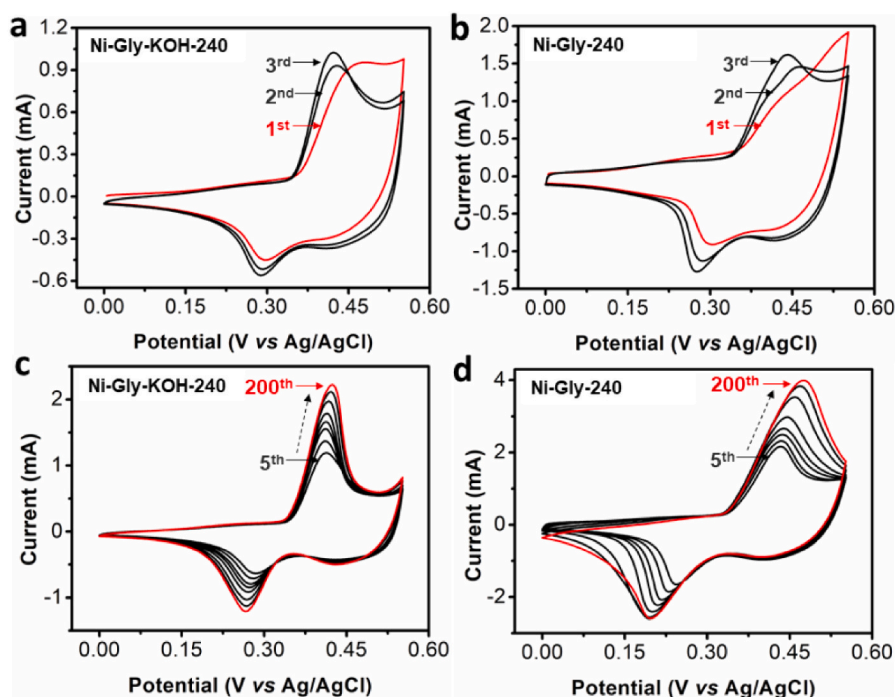 a
Ni-Gly-KOH-240
1.2
0.9
0.6
0.3
0.0
-0.3
-0.6
Current (mA)
3rd
2nd
1st
0.00 0.15 0.30 0.45 0.60
Potential (V vs Ag/AgCl)
b
Ni-Gly-240
2.0
1.5
1.0
0.5
0.0
-0.5
-1.0
-1.5
Current (mA)
3rd
2nd
1st
0.00 0.15 0.30 0.45 0.60
Potential (V vs Ag/AgCl)
c
Ni-Gly-KOH-240
2
1
0
-1
Current (mA)
200th
5th
0.00 0.15 0.30 0.45 0.60
Potential (V vs Ag/AgCl)
d
Ni-Gly-240
4
2
0
-2
Current (mA)
200th
5th
0.00 0.15 0.30 0.45 0.60
Potential (V vs Ag/AgCl)